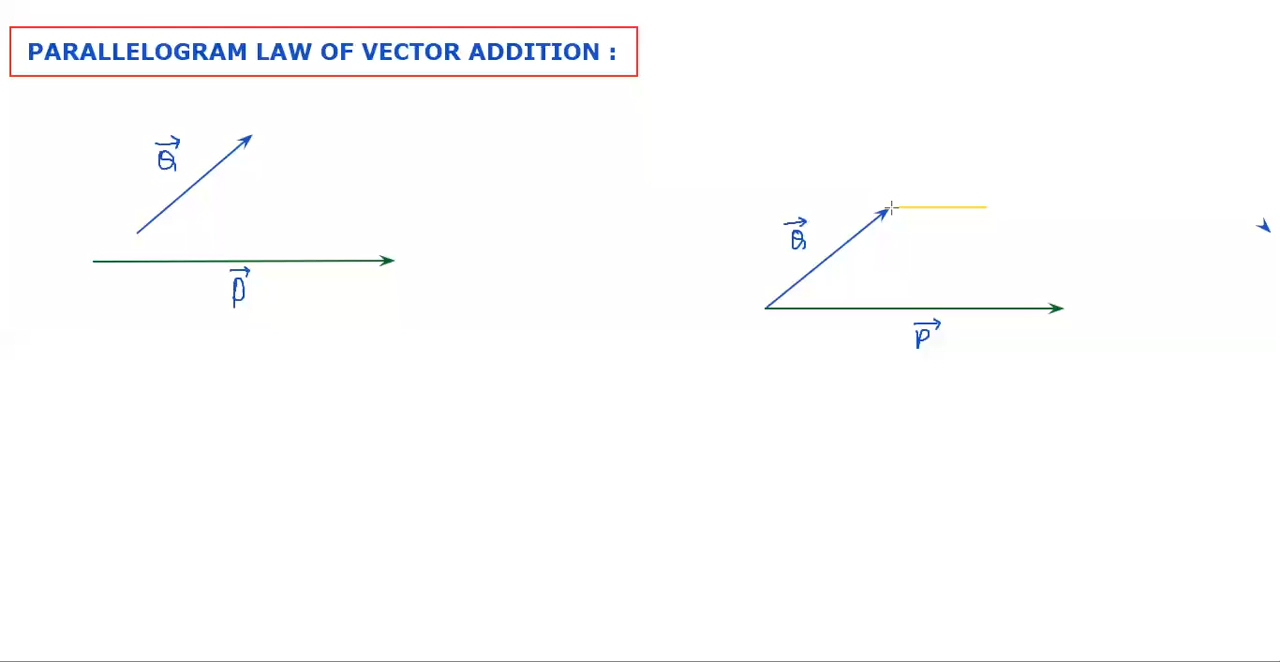 PARALLELOGRAM LAW OF VECTOR ADDITION :
Q⃗
P⃗
Q⃗
P⃗